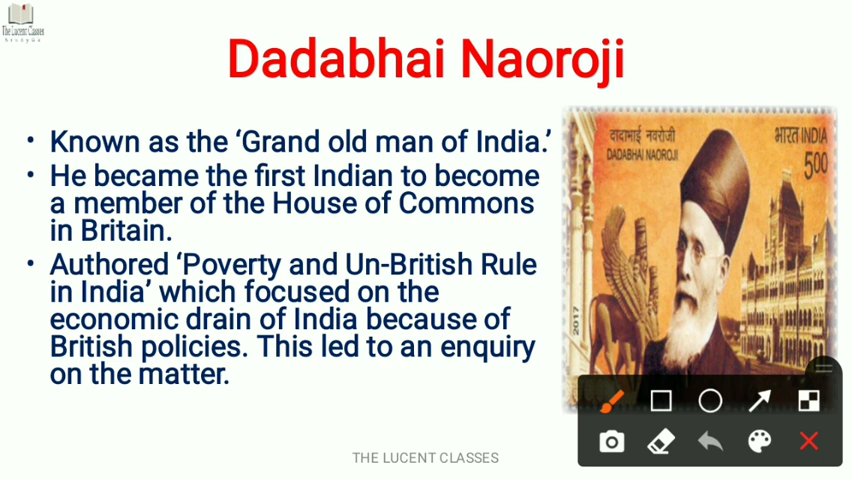 The Lucent Classes
Dadabhai Naoroji
• Known as the ‘Grand old man of India.’
• He became the first Indian to become
a member of the House of Commons
in Britain.
• Authored ‘Poverty and Un-British Rule
in India’ which focused on the
economic drain of India because of
British policies. This led to an enquiry
on the matter.
दादाभाई नवरोजी
DADABHAI NAOROJI
भारत INDIA
500
2017
THE LUCENT CLASSES